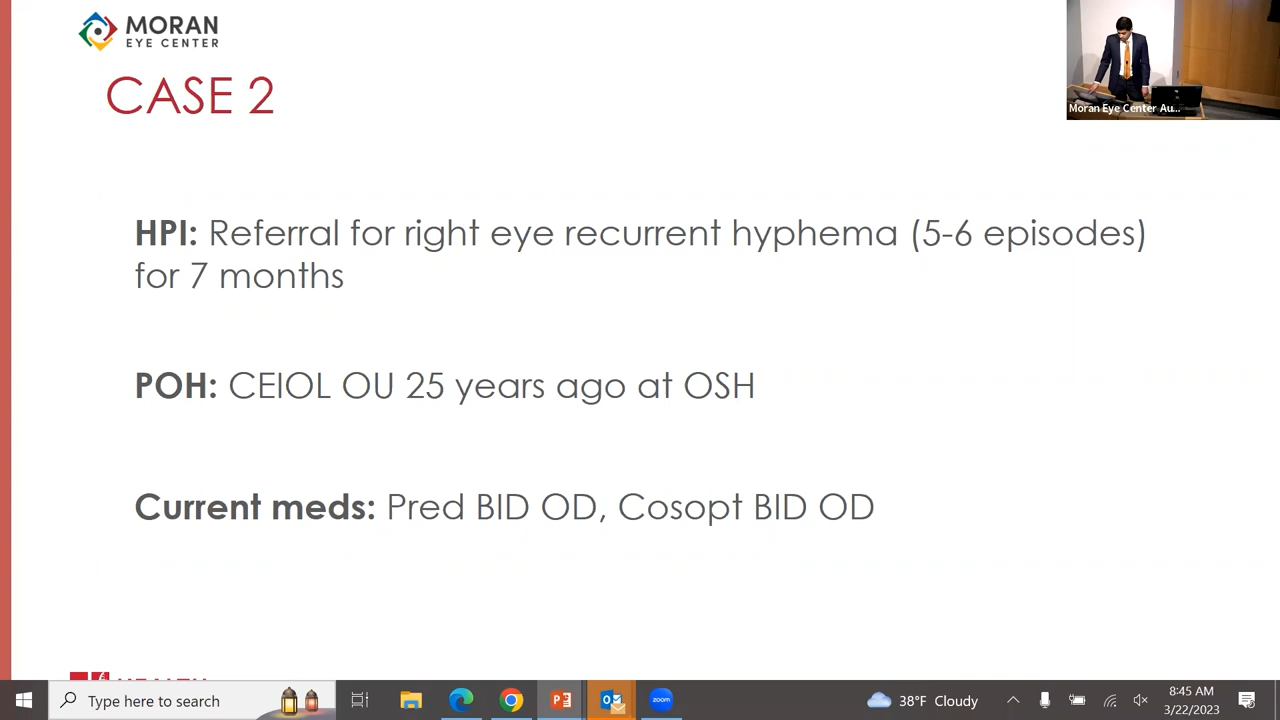 MORAN
EYE CENTER
CASE 2
Moran Eye Center Au...
HPI: Referral for right eye recurrent hyphema (5-6 episodes)
for 7 months
POH: CEIOL OU 25 years ago at OSH
Current meds: Pred BID OD, Cosopt BID OD
Type here to search
zoom
38°F Cloudy
8:45 AM
3/22/2023